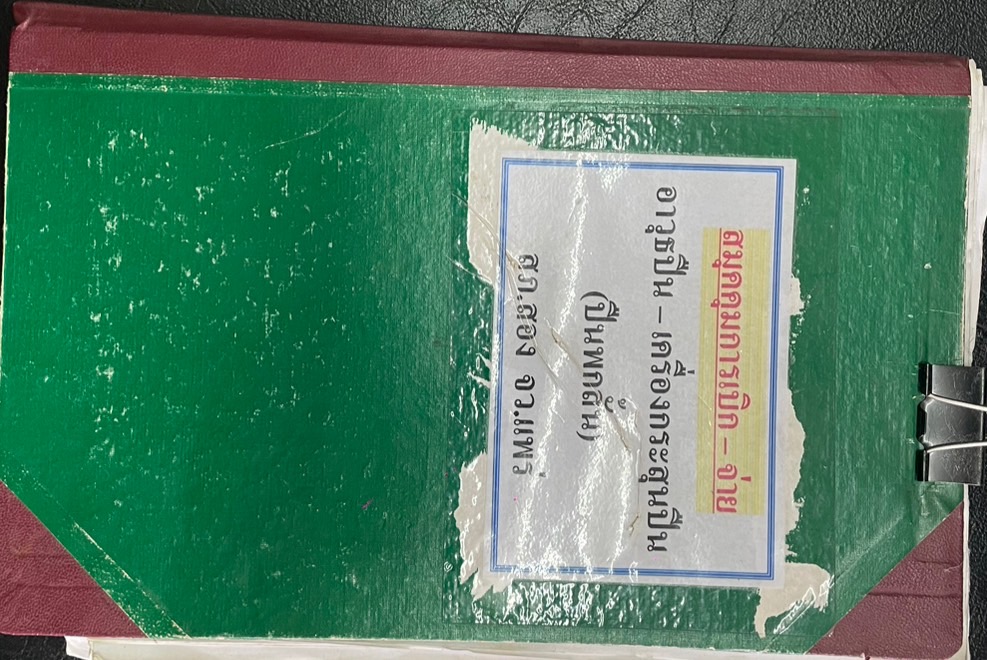 สมุดคุมการเบิก – จ่าย
อาวุธปืน – เครื่องกระสุนปืน
(ปืนพกสั้น)
สภ.สอง จว.แพร่